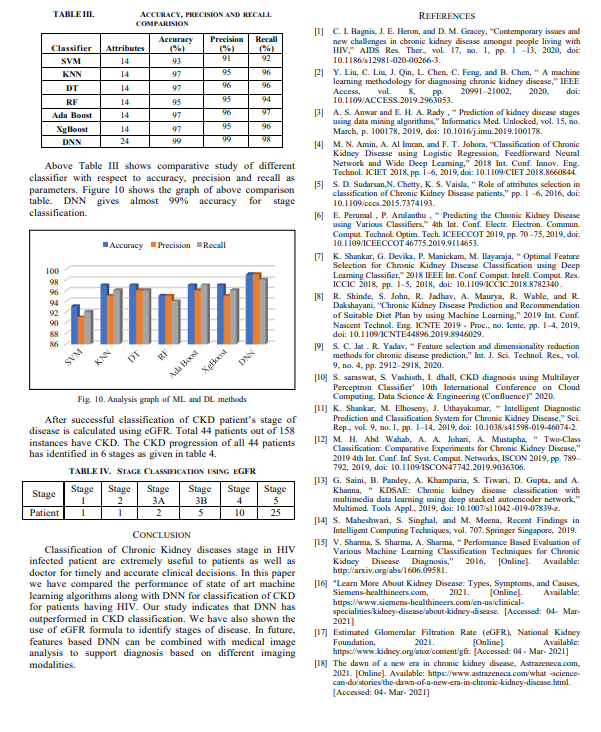 TABLE III. ACCURACY, PRECISION AND RECALL
COMPARISION
Classifier Attributes Accuracy (%) Precision (%) Recall (%)
SVM 14 93 91 92
KNN 14 97 95 96
DT 14 97 96 96
RF 14 95 95 94
Ada Boost 14 97 96 97
XgBoost 14 97 95 96
DNN 24 99 99 98
Above Table III shows comparative study of different
classifier with respect to accuracy, precision and recall as
parameters. Figure 10 shows the graph of above comparison
table. DNN gives almost 99% accuracy for stage
classification.
Accuracy Precision Recall
100
98
96
94
92
90
88
86
SVM KNN DT RF Ada Boost XgBoost DNN
Fig. 10. Analysis graph of ML and DL methods
After successful classification of CKD patient's stage of
disease is calculated using eGFR. Total 44 patients out of 158
instances have CKD. The CKD progression of all 44 patients
has identified in 6 stages as given in table 4.
TABLE IV. STAGE CLASSIFICATION USING EGFR
Stage Stage 1 Stage 2 Stage 3A Stage 3B Stage 4 Stage 5
Patient 1 1 2 5 10 25
CONCLUSION
Classification of Chronic Kidney diseases stage in HIV
infected patient are extremely useful to patients as well as
doctor for timely and accurate clinical decisions. In this paper
we have compared the performance of state of art machine
learning algorithms along with DNN for classification of CKD
for patients having HIV. Our study indicates that DNN has
outperformed in CKD classification. We have also shown the
use of eGFR formula to identify stages of disease. In future,
features based DNN can be combined with medical image
analysis to support diagnosis based on different imaging
modalities.
REFERENCES
[1] C. I. Bagnis, J. E. Heron, and D. M. Gracey, “Contemporary issues and
new challenges in chronic kidney disease amongst people living with
HIV,” AIDS Res. Ther., vol. 17, no. 1, pp. 1 –13, 2020, doi:
10.1186/s12981-020-00266-3.
[2] Y. Liu, C. Liu, J. Qin, L. Chen, C. Feng, and B. Chen, “ A machine
learning methodology for diagnosing chronic kidney disease,” IEEE
Access, vol. 8, pp. 20991–21002, 2020, doi:
10.1109/ACCESS.2019.2963053.
[3] A. S. Anwar and E. H. A. Rady , “ Prediction of kidney disease stages
using data mining algorithms,” Informatics Med. Unlocked, vol. 15, no.
March, p. 100178, 2019, doi: 10.1016/j.imu.2019.100178.
[4] M. N. Amin, A. Al Imran, and F. T. Johora, “Classification of Chronic
Kidney Disease using Logistic Regression, Feedforward Neural
Network and Wide Deep Learning,” 2018 Int. Conf. Innov. Eng.
Technol. ICIET 2018, pp. 1–6, 2019, doi: 10.1109/CIET.2018.8660844.
[5] S. D. Sudarsan,N. Chetty, K. S. Vaisla, “ Role of attributes selection in
classification of Chronic Kidney Disease patients,” pp. 1 –6, 2016, doi:
10.1109/cccs.2015.7374193.
[6] E. Perumal , P. Arulanthu , “ Predicting the Chronic Kidney Disease
using Various Classifiers,” 4th Int. Conf. Electr. Electron. Commun.
Comput. Technol. Optim. Tech. ICEECCOT 2019, pp. 70 –75, 2019, doi:
10.1109/ICEECCOT46775.2019.9114653.
[7] K. Shankar, G. Devika, P. Manickam, M. Ilayaraja, “ Optimal Feature
Selection for Chronic Kidney Disease Classification using Deep
Learning Classifier,” 2018 IEEE Int. Conf. Comput. Intell. Comput. Res.
ICCIC 2018, pp. 1–5, 2018, doi: 10.1109/ICCIC.2018.8782340 .
[8] R. Shinde, S. John, R. Jadhav, A. Maurya, R. Wable, and R.
Dakshayani, “Chronic Kidney Disease Prediction and Recommendation
of Suitable Diet Plan by using Machine Learning,” 2019 Int. Conf.
Nascent Technol. Eng. ICNTE 2019 - Proc., no. Icnte, pp. 1–4, 2019,
doi: 10.1109/ICNTE44896.2019.8946029.
[9] S. C. Jat . R. Yadav, “ Feature selection and dimensionality reduction
methods for chronic disease prediction,” Int. J. Sci. Technol. Res., vol.
9, no. 4, pp. 2912–2918, 2020.
[10] S. saraswat, S. Vashisth, I. dhall, CKD diagnosis using Multilayer
Perceptron Classifier’ 10th International Conference on Cloud
Computing, Data Science & Engineering (Confluence)” 2020.
[11] K. Shankar, M. Elhoseny, J. Uthayakumar, “ Intelligent Diagnostic
Prediction and Classification System for Chronic Kidney Disease,” Sci.
Rep., vol. 9, no. 1, pp. 1–14, 2019, doi: 10.1038/s41598-019-46074-2.
[12] M. H. Abd Wahab, A. A. Johari, A. Mustapha, “ Two-Class
Classification: Comparative Experiments for Chronic Kidney Disease,”
2019 4th Int. Conf. Inf. Syst. Comput. Networks, ISCON 2019, pp. 789–
792, 2019, doi: 10.1109/ISCON47742.2019.9036306.
[13] G. Saini, B. Pandey, A. Khamparia, S. Tiwari, D. Gupta, and A.
Khanna, “ KDSAE: Chronic kidney disease classification with
multimedia data learning using deep stacked autoencoder network,”
Multimed. Tools Appl., 2019, doi: 10.1007/s11042 -019-07839-z.
[14] S. Maheshwari, S. Singhal, and M. Meena, Recent Findings in
Intelligent Computing Techniques, vol. 707. Springer Singapore, 2019.
[15] V. Sharma, S. Sharma, A. Sharma, “ Performance Based Evaluation of
Various Machine Learning Classification Techniques for Chronic
Kidney Disease Diagnosis,” 2016, [Online]. Available:
http://arxiv.org/abs/1606.09581.
[16] "Learn More About Kidney Disease: Types, Symptoms, and Causes,
Siemens-healthineers.com, 2021. [Online]. Available:
https://www.siemens-healthineers.com/en-us/clinical-
specialities/kidney-disease/about-kidney-disease. [Accessed: 04- Mar-
2021]
[17] Estimated Glomerular Filtration Rate (eGFR), National Kidney
Foundation, 2021. [Online]. Available:
https://www.kidney.org/atoz/content/gfr. [Accessed: 04 - Mar- 2021]
[18] The dawn of a new era in chronic kidney disease, Astrazeneca.com,
2021. [Online]. Available: https://www.astrazeneca.com/what -science-
can-do/stories/the-dawn-of-a-new-era-in-chronic-kidney-disease.html.
[Accessed: 04- Mar- 2021]